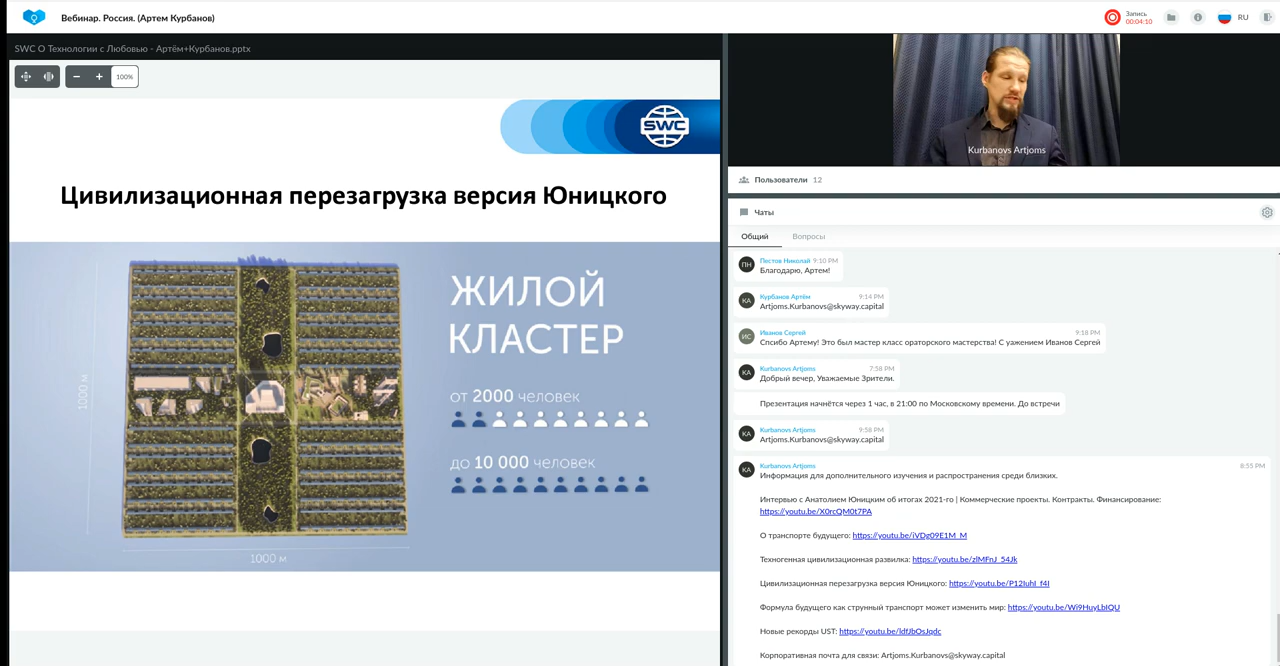 Вебинар. Россия. (Артем Курбанов)
Запись
00:04:10
RU
SWC О Технологии с Любовью - Артём+Курбанов.pptx
100%
SWC
Цивилизационная перезагрузка версия Юницкого
ЖИЛОЙ
КЛАСТЕР
от 2000 человек
до 10 000 человек
1000 м
1000 м
Kurbanovs Artjoms
Пользователи 12
Чаты
Общий Вопросы
ПН Пестов Николай 9:10 PM
Благодарю, Артем!
КА Курбанов Артём 9:14 PM
Artjoms.Kurbanovs@skyway.capital
ИС Иванов Сергей 9:18 PM
Спсибо Артему! Это был мастер класс ораторского мастерства! С уажением Иванов Сергей
KA Kurbanovs Artjoms 7:58 PM
Добрый вечер, Уважаемые Зрители.
Презентация начнётся через 1 час, в 21:00 по Московскому времени. До встречи
KA Kurbanovs Artjoms 9:58 PM
Artjoms.Kurbanovs@skyway.capital
KA Kurbanovs Artjoms 8:55 PM
Информация для дополнительного изучения и распространения среди близких.
Интервью с Анатолием Юницким об итогах 2021-го | Коммерческие проекты. Контракты. Финансирование:
https://youtu.be/X0rcQM0t7PA
О транспорте будущего: https://youtu.be/iVDg09E1M_M
Техногенная цивилизационная развилка: https://youtu.be/zlMFnJ_54Jk
Цивилизационная перезагрузка версия Юницкого: https://youtu.be/P12IuhI_f4I
Формула будущего как струнный транспорт может изменить мир: https://youtu.be/Wi9HuyLbIQU
Новые рекорды UST: https://youtu.be/ldfJbOsJqdc
Корпоративная почта для связи: Artjoms.Kurbanovs@skyway.capital